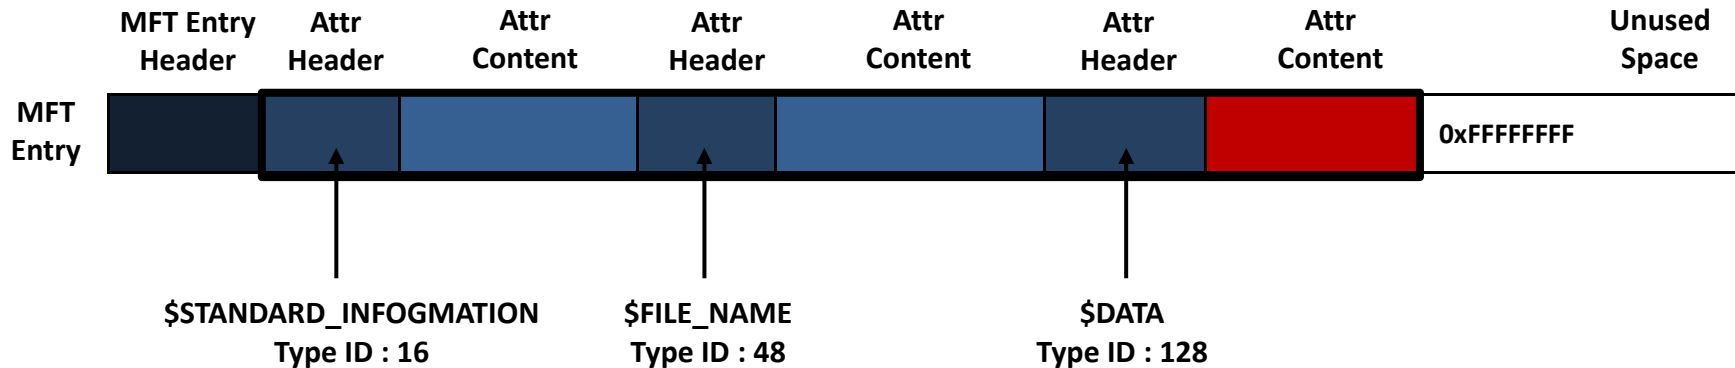 MFT Entry
Header
Attr
Header
Attr
Content
Attr
Header
Attr
Content
Attr
Header
Attr
Content
Unused
Space
MFT
Entry
0xFFFFFFFF
$STANDARD_INFOGMATION
Type ID : 16
$FILE_NAME
Type ID : 48
$DATA
Type ID : 128